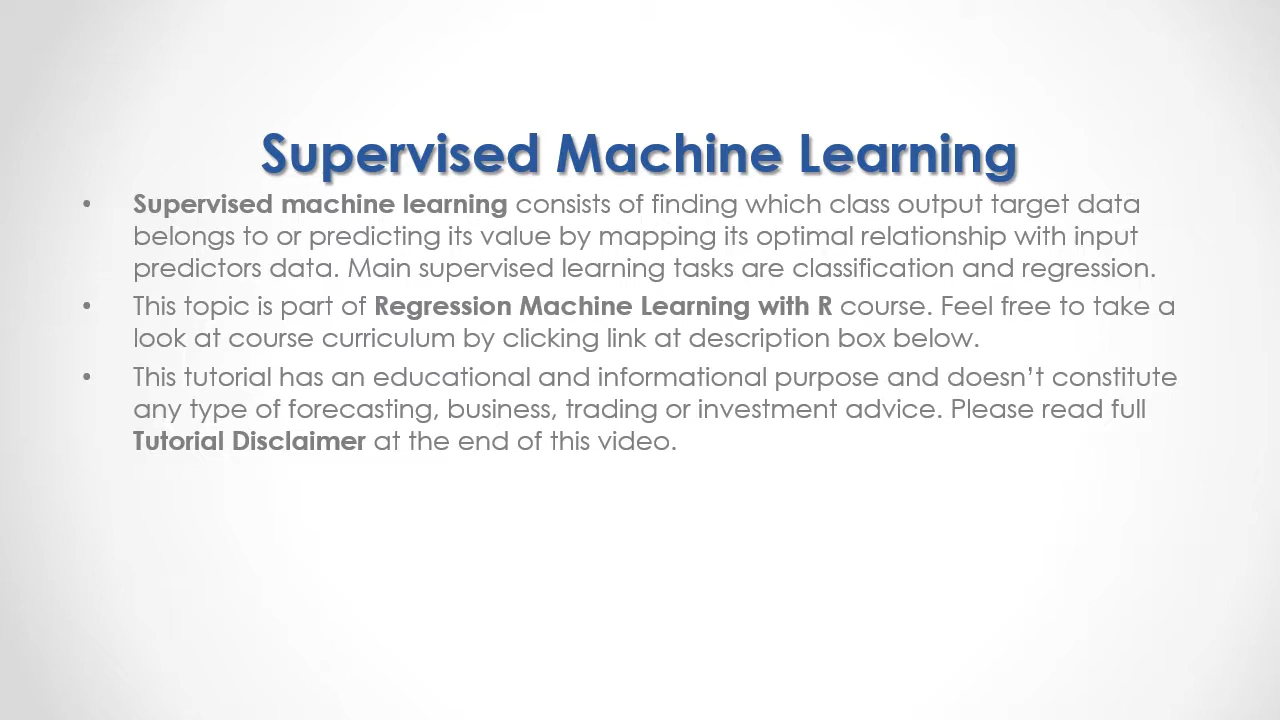 Supervised Machine Learning
• Supervised machine learning consists of finding which class output target data
belongs to or predicting its value by mapping its optimal relationship with input
predictors data. Main supervised learning tasks are classification and regression.
• This topic is part of Regression Machine Learning with R course. Feel free to take a
look at course curriculum by clicking link at description box below.
• This tutorial has an educational and informational purpose and doesn’t constitute
any type of forecasting, business, trading or investment advice. Please read full
Tutorial Disclaimer at the end of this video.